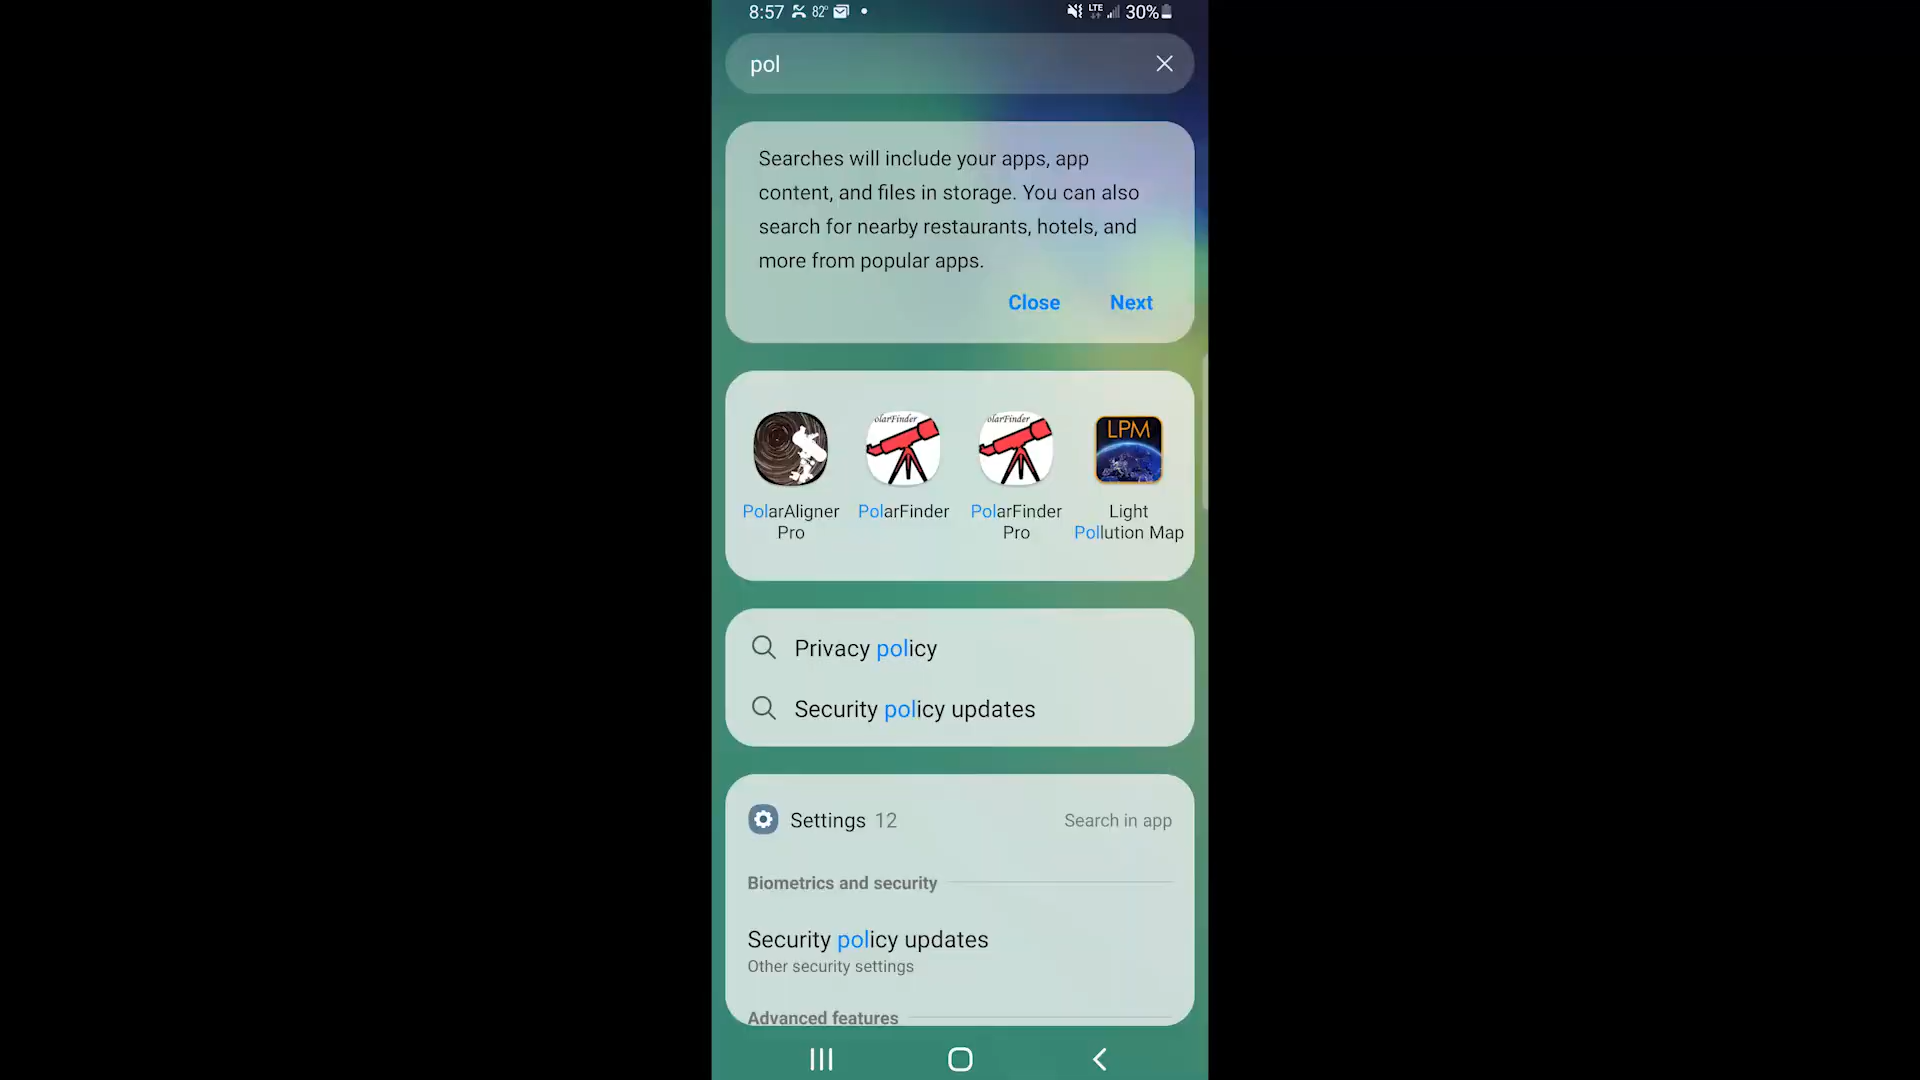 8:57 82° LTE 30%
pol
Searches will include your apps, app
content, and files in storage. You can also
search for nearby restaurants, hotels, and
more from popular apps.
Close Next
olarFinder olarFinder LPM
PolarAligner PolarFinder PolarFinder Light
Pro Pro Pollution Map
Privacy policy
Security policy updates
Settings 12 Search in app
Biometrics and security
Security policy updates
Other security settings
Advanced features